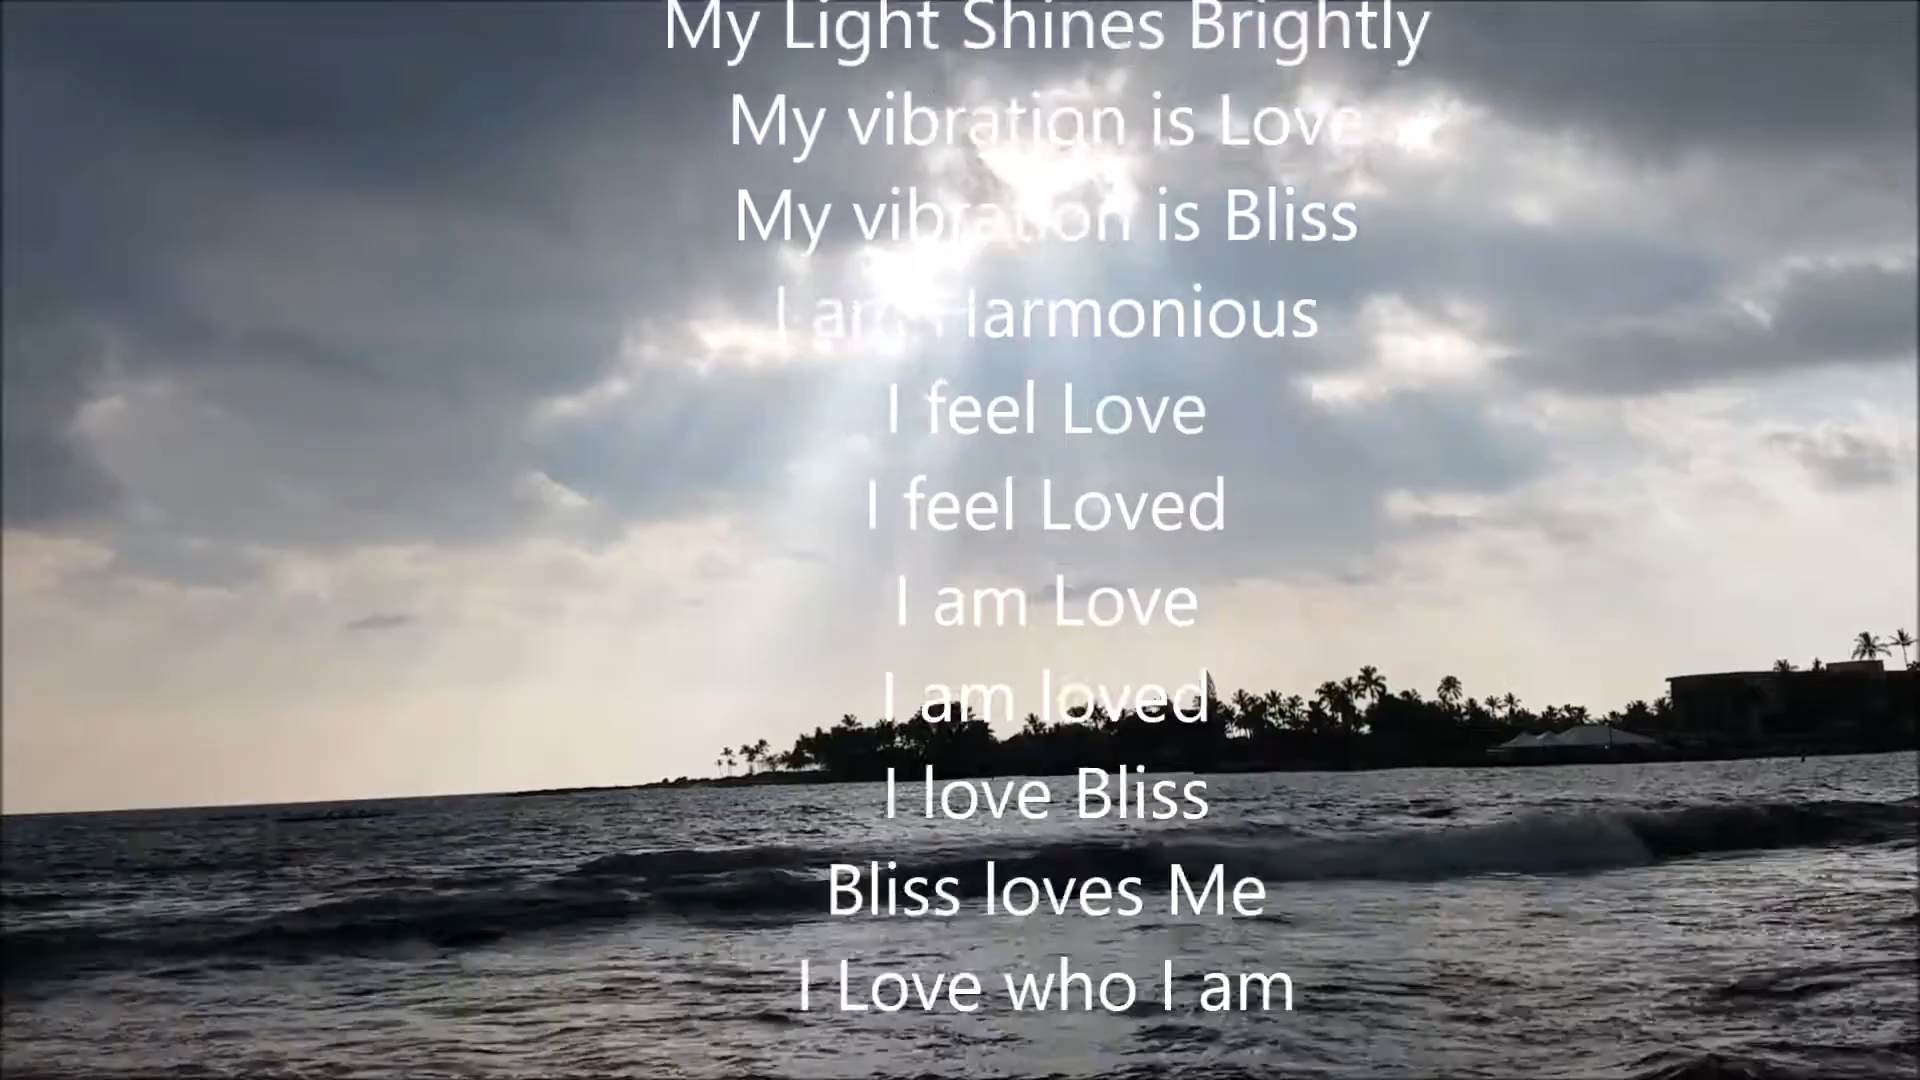 My Light Shines Brightly
My vibration is Love
My vibration is Bliss
I am Harmonious
I feel Love
I feel Loved
I am Love
I am loved
I love Bliss
Bliss loves Me
I Love who I am